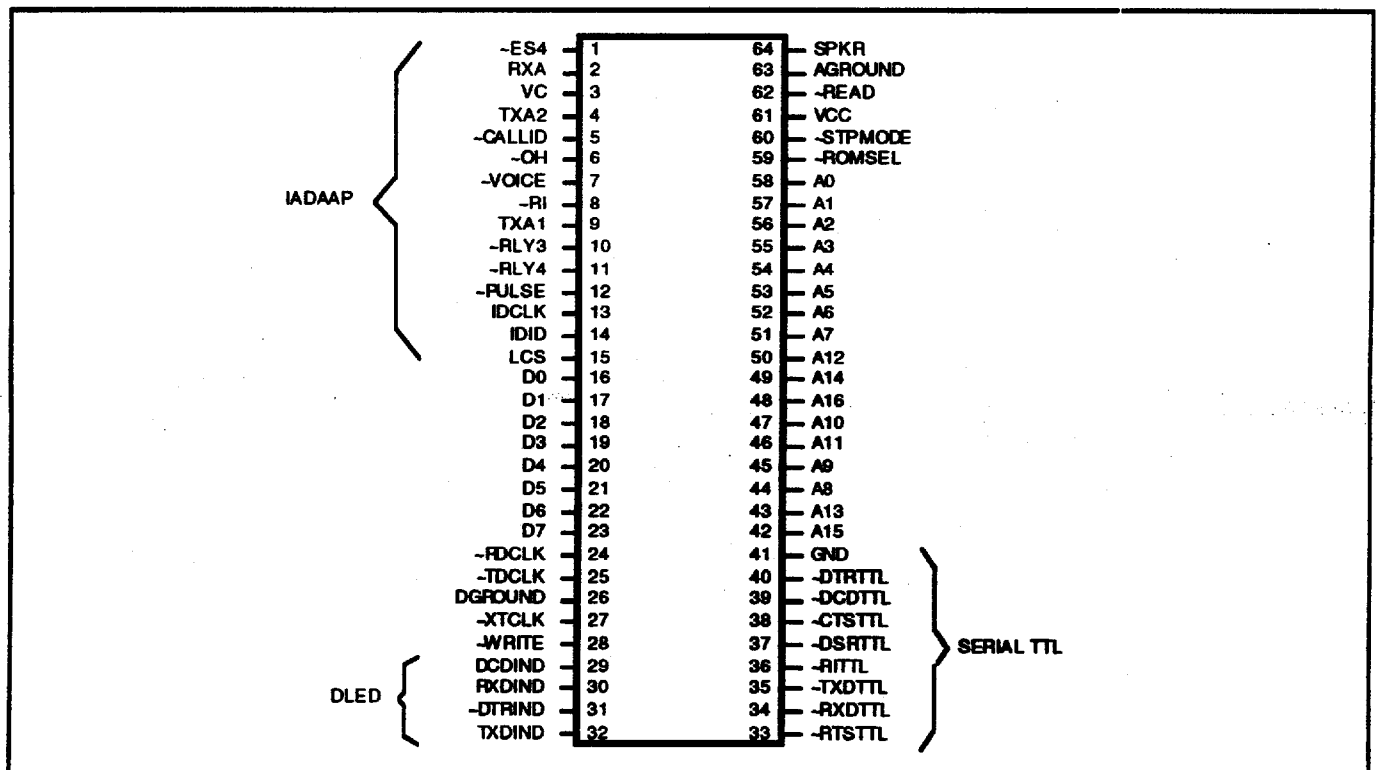 ~ES4 1 64 SPKR
RXA 2 63 AGROUND
VC 3 62 ~READ
TXA2 4 61 VCC
~CALLID 5 60 ~STPMODE
~OH 6 59 ~ROMSEL
~VOICE 7 58 A0
IADAAP
~RI 8 57 A1
TXA1 9 56 A2
~RLY3 10 55 A3
~RLY4 11 54 A4
~PULSE 12 53 A5
IDCLK 13 52 A6
IDID 14 51 A7
LCS 15 50 A12
D0 16 49 A14
D1 17 48 A16
D2 18 47 A10
D3 19 46 A11
D4 20 45 A9
D5 21 44 A8
D6 22 43 A13
D7 23 42 A15
~RDCLK 24 41 GND
~TDCLK 25 40 ~DTRTTL
DGROUND 26 39 ~DCDTTL
~XTCLK 27 38 ~CTSTTL
~WRITE 28 37 ~DSRTTL
SERIAL TTL
DCDIND 29 36 ~RITTL
RXDIND 30 35 ~TXDTTL
DLED
~DTRIND 31 34 ~RXDTTL
TXDIND 32 33 ~RTSTTL